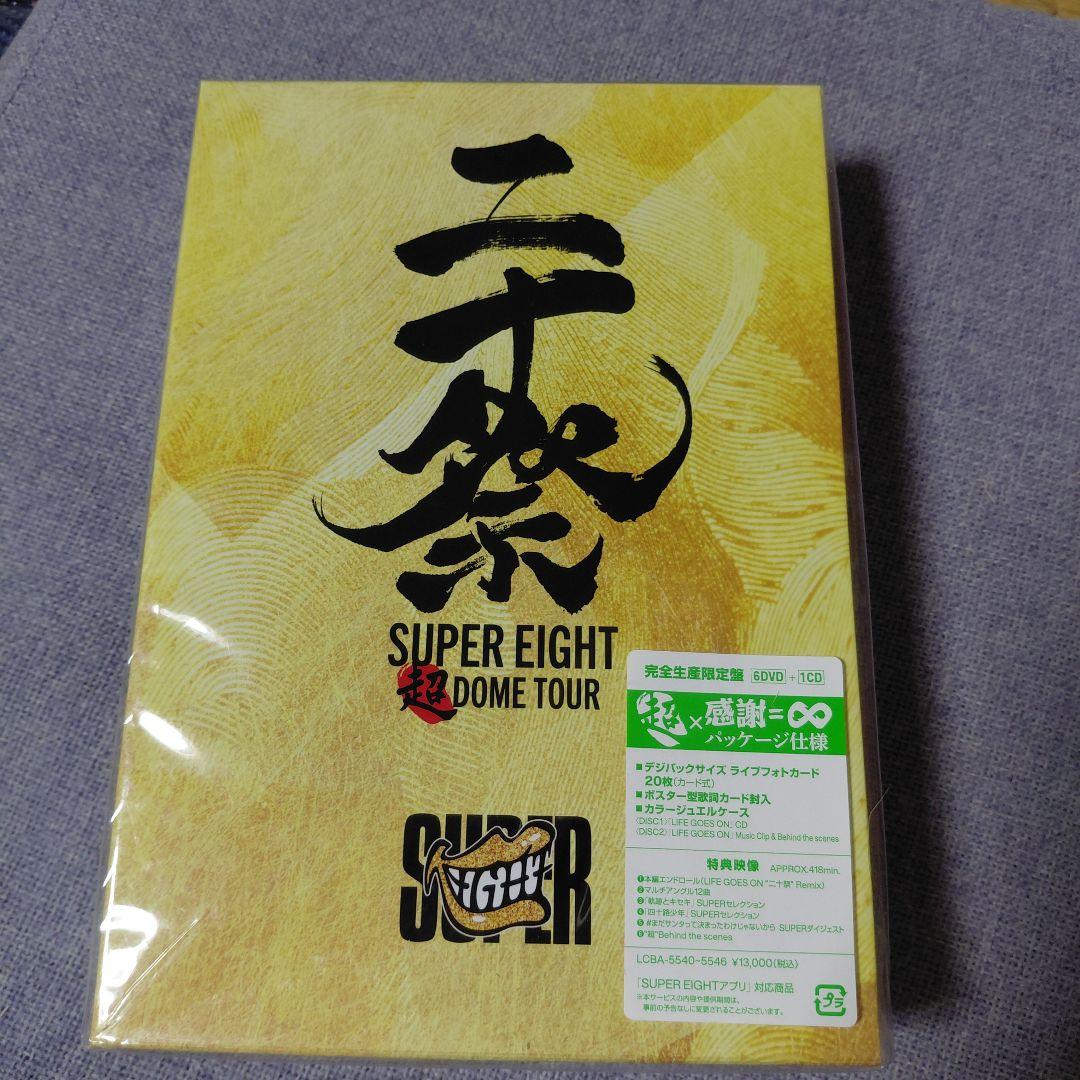 二十祭
SUPER EIGHT
超 DOME TOUR
SUPER
EIGHT
完全生産限定盤 6DVD + 1CD
超×感謝=∞
パッケージ仕様
■デジパックサイズ ライブフォトカード
20枚(カード式)
■ポスター型歌詞カード封入
■カラージュエルケース
〈DISC1〉「LIFE GOES ON」CD
〈DISC2〉「LIFE GOES ON」Music Clip & Behind the scenes
特典映像 APPROX.418min.
❶本編エンドロール(LIFE GOES ON "二十祭" Remix)
❷マルチアングル12曲
❸「軌跡とキセキ」SUPERセレクション
❹「四十路少年」SUPERセレクション
❺#まだサンタって決まったわけじゃないから SUPERダイジェスト
❻"超"Behind the scenes
LCBA-5540~5546 ¥13,000(税込)
「SUPER EIGHTアプリ」対応商品
※本サービスの内容や提供期間は、
事前の予告なしに変更されることがございます。
プラ